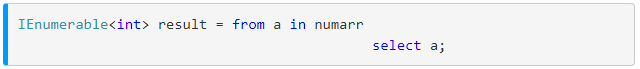 IEnumerable<int> result = from a in numarr
select a;